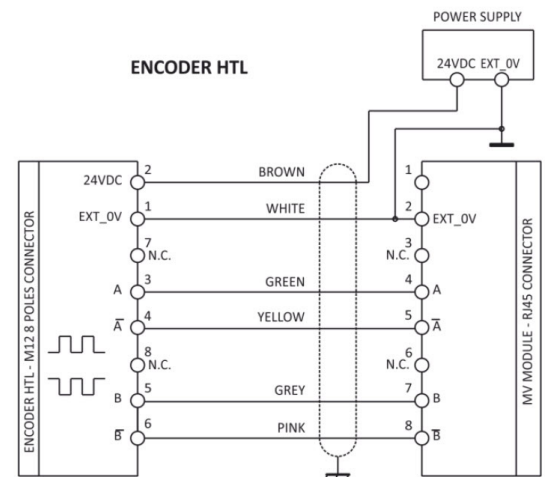 POWER SUPPLY
24VDC EXT_0V
ENCODER HTL
ENCODER HTL - M12 8 POLES CONNECTOR
24VDC 2 BROWN 1
EXT_0V 1 WHITE 2 EXT_0V
7 N.C. 3 N.C.
A 3 GREEN 4 A
A̅ 4 YELLOW 5 A̅
8 N.C. 6 N.C.
B 5 GREY 7 B
B̅ 6 PINK 8 B̅
MV MODULE - RJ45 CONNECTOR